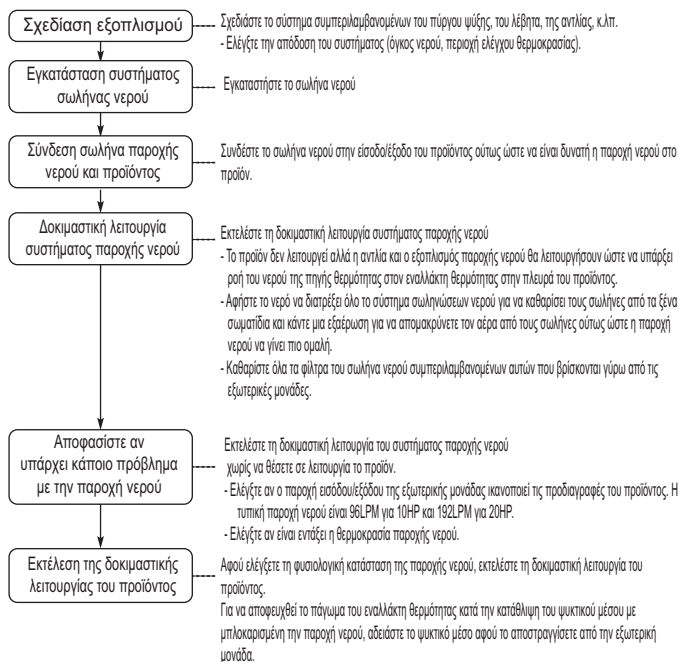 Σχεδίαση εξοπλισμού
Σχεδιάστε το σύστημα συμπεριλαμβανομένων του πύργου ψύξης, του λέβητα, της αντλίας, κ.λπ.
- Ελέγξτε την απόδοση του συστήματος (όγκος νερού, περιοχή ελέγχου θερμοκρασίας).
Εγκατάσταση συστήματος
σωλήνας νερού
Εγκαταστήστε το σωλήνα νερού
Σύνδεση σωλήνα παροχής
νερού και προϊόντος
Συνδέστε το σωλήνα νερού στην είσοδο/έξοδο του προϊόντος ούτως ώστε να είναι δυνατή η παροχή νερού στο
προϊόν.
Δοκιμαστική λειτουργία
συστήματος παροχής νερού
Εκτελέστε τη δοκιμαστική λειτουργία συστήματος παροχής νερού
- Το προϊόν δεν λειτουργεί αλλά η αντλία και ο εξοπλισμός παροχής νερού θα λειτουργήσουν ώστε να υπάρξει
ροή του νερού της πηγής θερμότητας στον εναλλάκτη θερμότητας στην πλευρά του προϊόντος.
- Αφήστε το νερό να διατρέξει όλο το σύστημα σωληνώσεων νερού για να καθαρίσει τους σωλήνες από τα ξένα
σωματίδια και κάντε μια εξαέρωση για να απομακρύνετε τον αέρα από τους σωλήνες ούτως ώστε η παροχή
νερού να γίνει πιο ομαλή.
- Καθαρίστε όλα τα φίλτρα του σωλήνα νερού συμπεριλαμβανομένων αυτών που βρίσκονται γύρω από τις
εξωτερικές μονάδες.
Αποφασίστε αν
υπάρχει κάποιο πρόβλημα
με την παροχή νερού
Εκτελέστε τη δοκιμαστική λειτουργία του συστήματος παροχής νερού
χωρίς να θέσετε σε λειτουργία το προϊόν.
- Ελέγξτε αν ο παροχή εισόδου/εξόδου της εξωτερικής μονάδας ικανοποιεί τις προδιαγραφές του προϊόντος. Η
τυπική παροχή νερού είναι 96LPM για 10HP και 192LPM για 20HP.
- Ελέγξτε αν είναι εντάξει η θερμοκρασία παροχής νερού.
Εκτέλεση της δοκιμαστικής
λειτουργίας του προϊόντος
Αφού ελέγξετε τη φυσιολογική κατάσταση της παροχής νερού, εκτελέστε τη δοκιμαστική λειτουργία του
προϊόντος.
Για να αποφευχθεί το πάγωμα του εναλλάκτη θερμότητας κατά την κατάθλιψη του ψυκτικού μέσου με
μπλοκαρισμένη την παροχή νερού, αδειάστε το ψυκτικό μέσο αφού το αποστραγγίσετε από την εξωτερική
μονάδα.